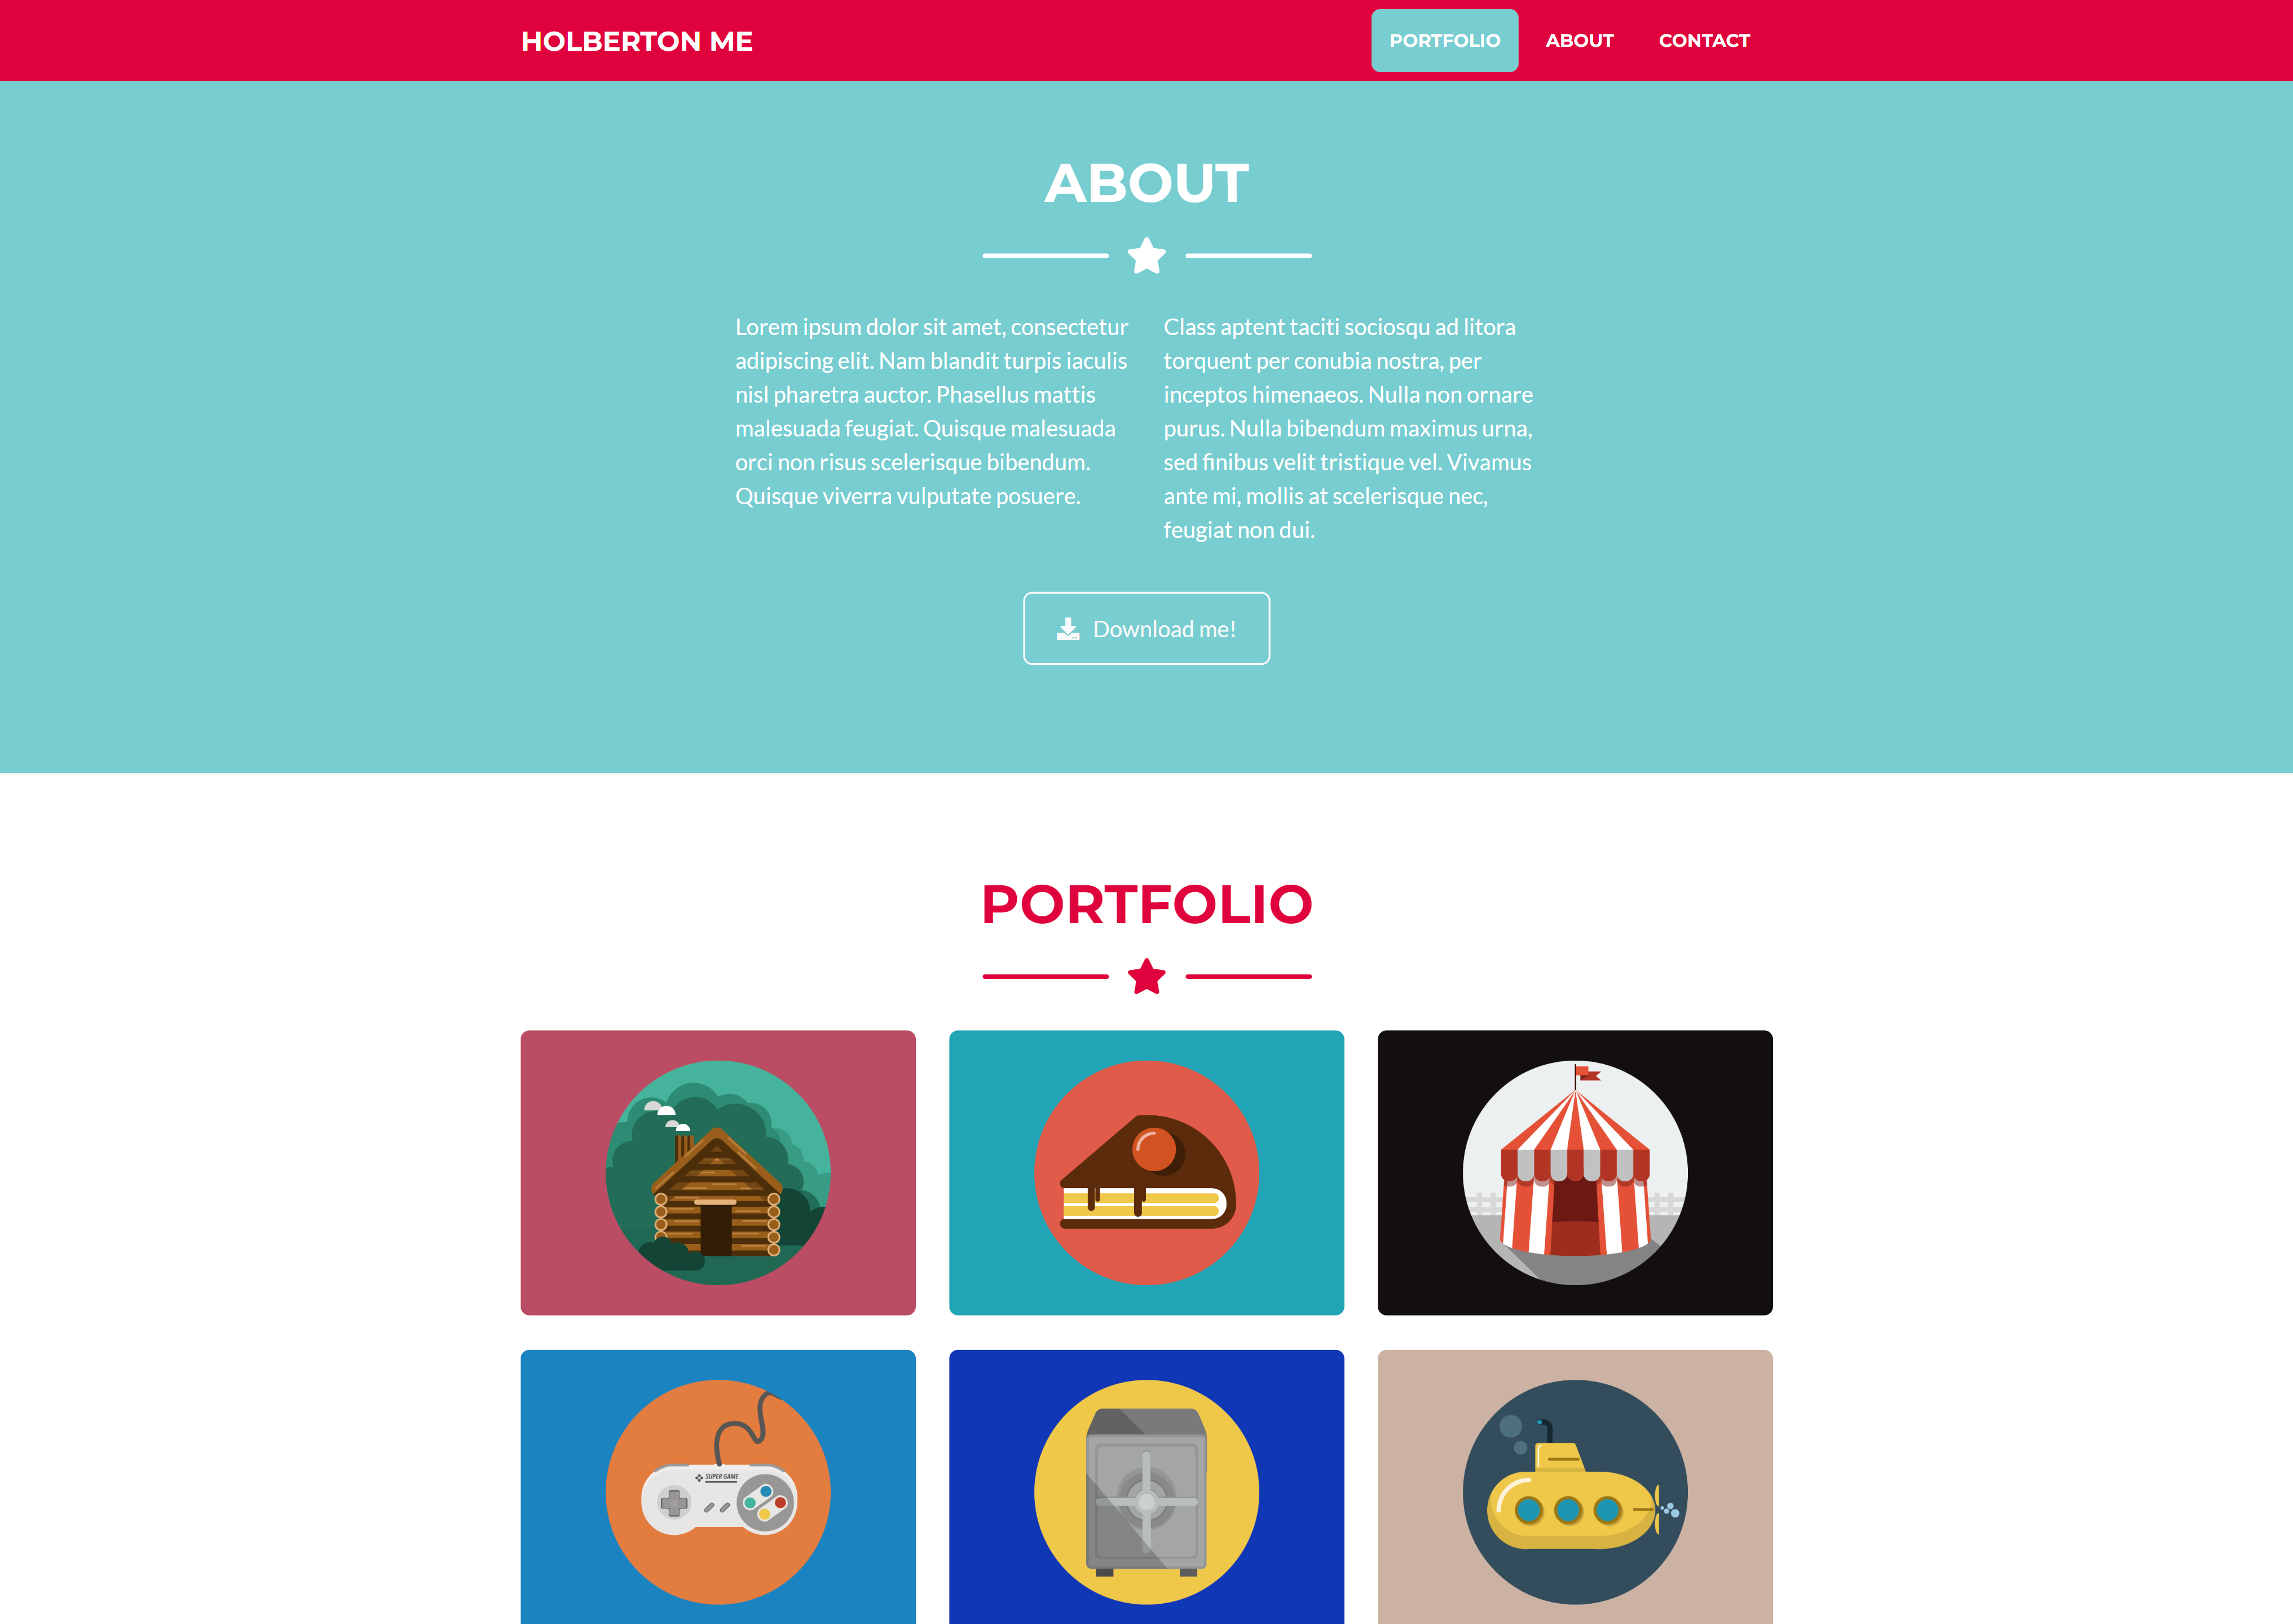 HOLBERTON ME
PORTFOLIO
ABOUT
CONTACT
ABOUT
Lorem ipsum dolor sit amet, consectetur
adipiscing elit. Nam blandit turpis iaculis
nisl pharetra auctor. Phasellus mattis
malesuada feugiat. Quisque malesuada
orci non risus scelerisque bibendum.
Quisque viverra vulputate posuere.
Class aptent taciti sociosqu ad litora
torquent per conubia nostra, per
inceptos himenaeos. Nulla non ornare
purus. Nulla bibendum maximus urna,
sed finibus velit tristique vel. Vivamus
ante mi, mollis at scelerisque nec,
feugiat non dui.
Download me!
PORTFOLIO
SUPER GAME